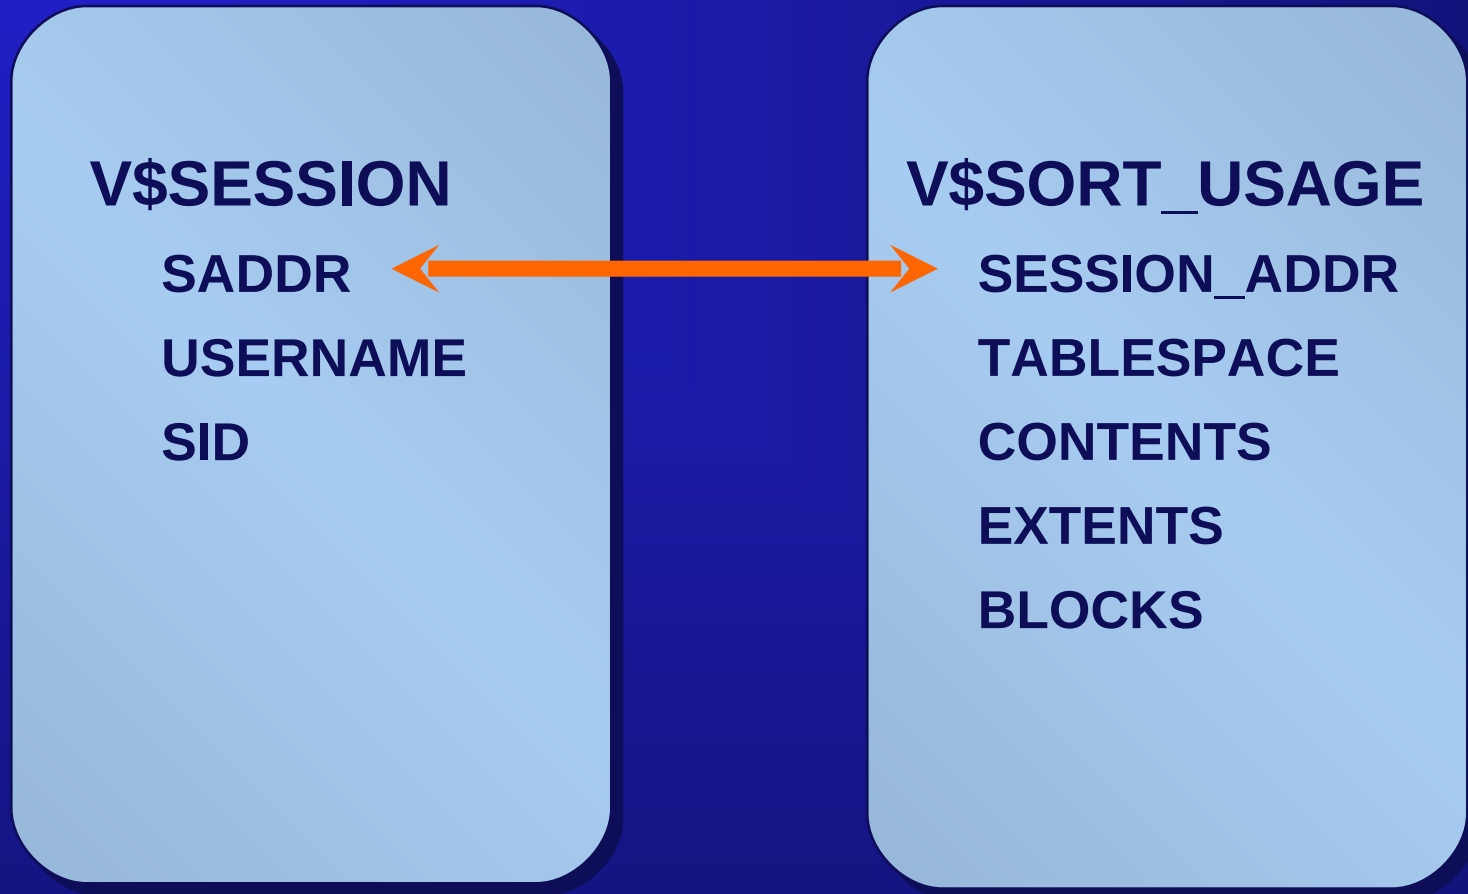 V$SESSION
SADDR
USERNAME
SID
V$SORT_USAGE
SESSION_ADDR
TABLESPACE
CONTENTS
EXTENTS
BLOCKS